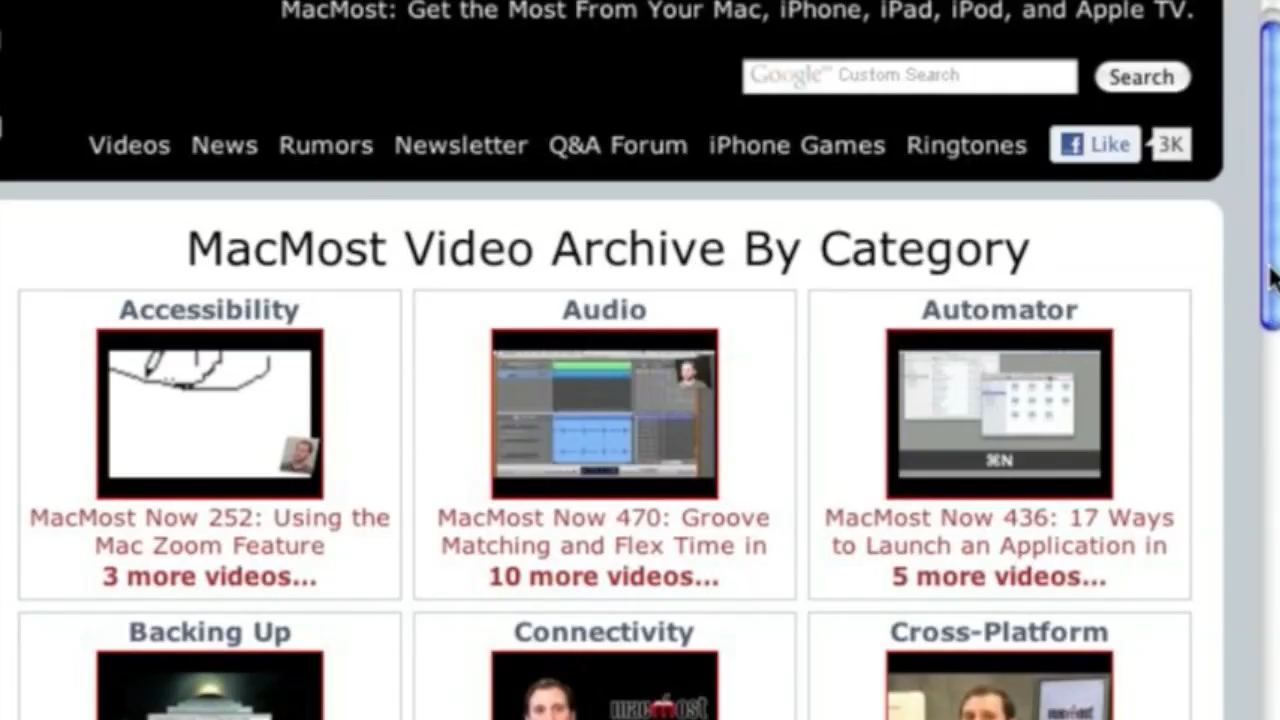 MacMost: Get the Most From Your Mac, iPhone, iPad, iPod, and Apple TV.
Google™ Custom Search
Search
Videos News Rumors Newsletter Q&A Forum iPhone Games Ringtones Like 3K
MacMost Video Archive By Category
Accessibility
MacMost Now 252: Using the
Mac Zoom Feature
3 more videos...
Audio
MacMost Now 470: Groove
Matching and Flex Time in
10 more videos...
Automator
⌘N
MacMost Now 436: 17 Ways
to Launch an Application in
5 more videos...
Backing Up
Connectivity
macmost
Cross-Platform
macmost